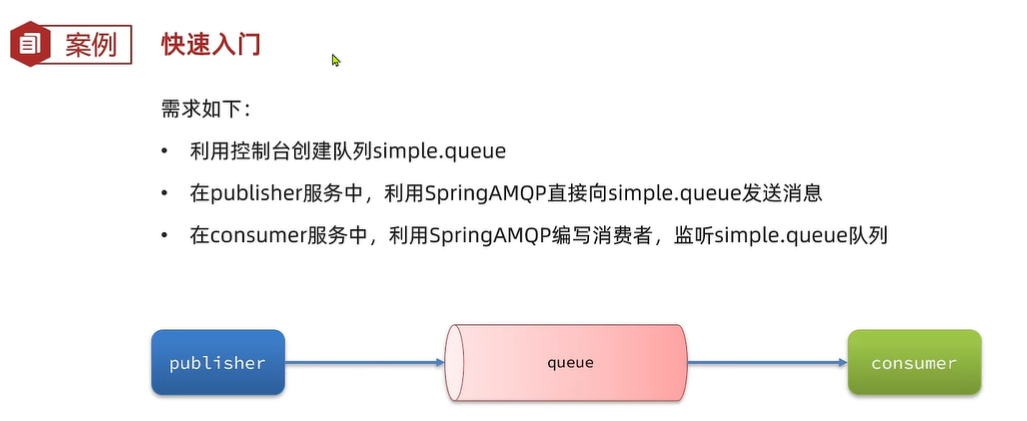 案例 快速入门
需求如下：
• 利用控制台创建队列simple.queue
• 在publisher服务中，利用SpringAMQP直接向simple.queue发送消息
• 在consumer服务中，利用SpringAMQP编写消费者，监听simple.queue队列
publisher queue consumer